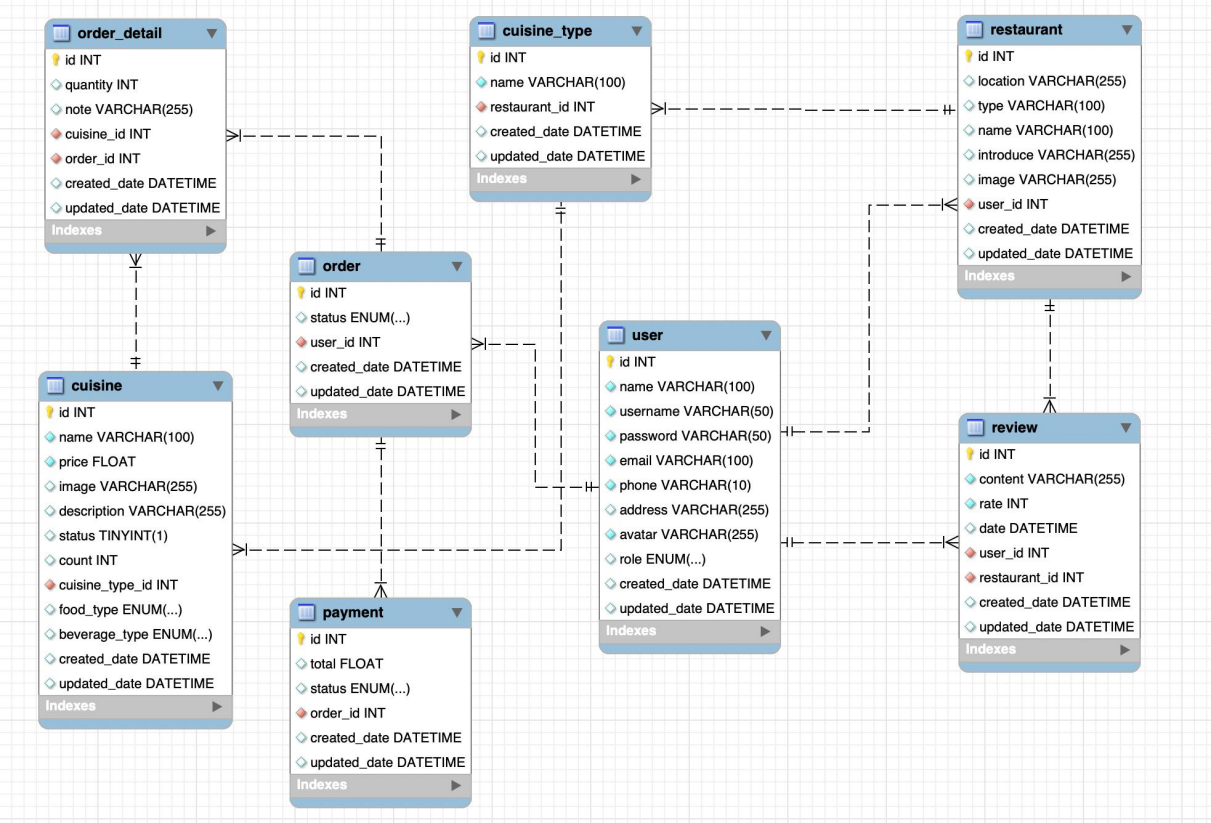 order_detail
id INT
quantity INT
note VARCHAR(255)
cuisine_id INT
order_id INT
created_date DATETIME
updated_date DATETIME
Indexes
cuisine_type
id INT
name VARCHAR(100)
restaurant_id INT
created_date DATETIME
updated_date DATETIME
Indexes
restaurant
id INT
location VARCHAR(255)
type VARCHAR(100)
name VARCHAR(100)
introduce VARCHAR(255)
image VARCHAR(255)
user_id INT
created_date DATETIME
updated_date DATETIME
Indexes
order
id INT
status ENUM(...)
user_id INT
created_date DATETIME
updated_date DATETIME
Indexes
user
id INT
name VARCHAR(100)
username VARCHAR(50)
password VARCHAR(50)
email VARCHAR(100)
phone VARCHAR(10)
address VARCHAR(255)
avatar VARCHAR(255)
role ENUM(...)
created_date DATETIME
updated_date DATETIME
Indexes
cuisine
id INT
name VARCHAR(100)
price FLOAT
image VARCHAR(255)
description VARCHAR(255)
status TINYINT(1)
count INT
cuisine_type_id INT
food_type ENUM(...)
beverage_type ENUM(...)
created_date DATETIME
updated_date DATETIME
Indexes
review
id INT
content VARCHAR(255)
rate INT
date DATETIME
user_id INT
restaurant_id INT
created_date DATETIME
updated_date DATETIME
Indexes
payment
id INT
total FLOAT
status ENUM(...)
order_id INT
created_date DATETIME
updated_date DATETIME
Indexes